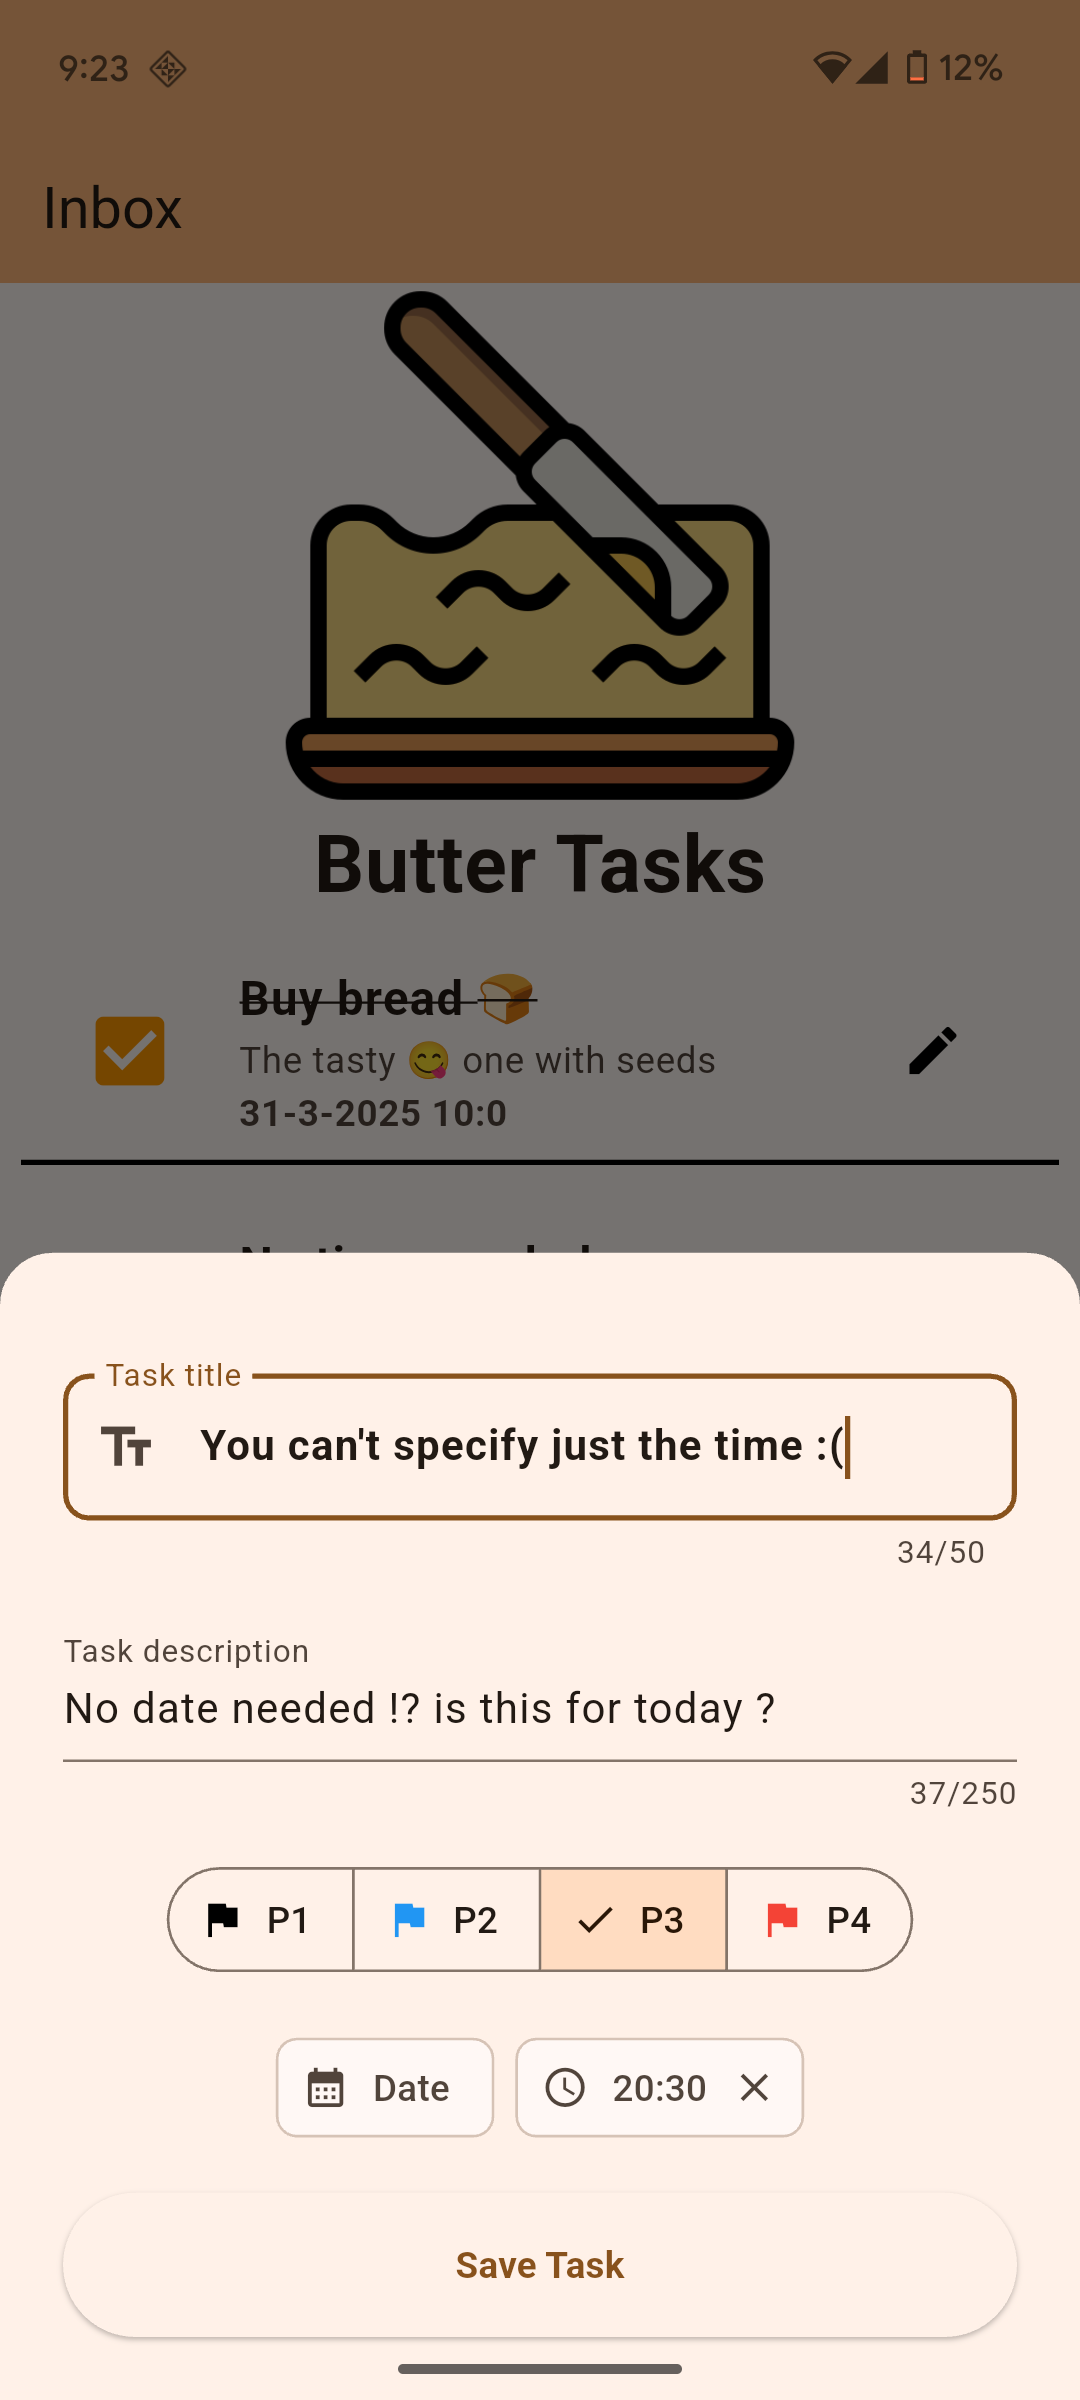 9:23
12%
Inbox
Butter Tasks
Buy bread 🍞
The tasty 😋 one with seeds
31-3-2025 10:0
Task title
You can't specify just the time :(
34/50
Task description
No date needed !? is this for today ?
37/250
P1 P2 P3 P4
Date 20:30
Save Task